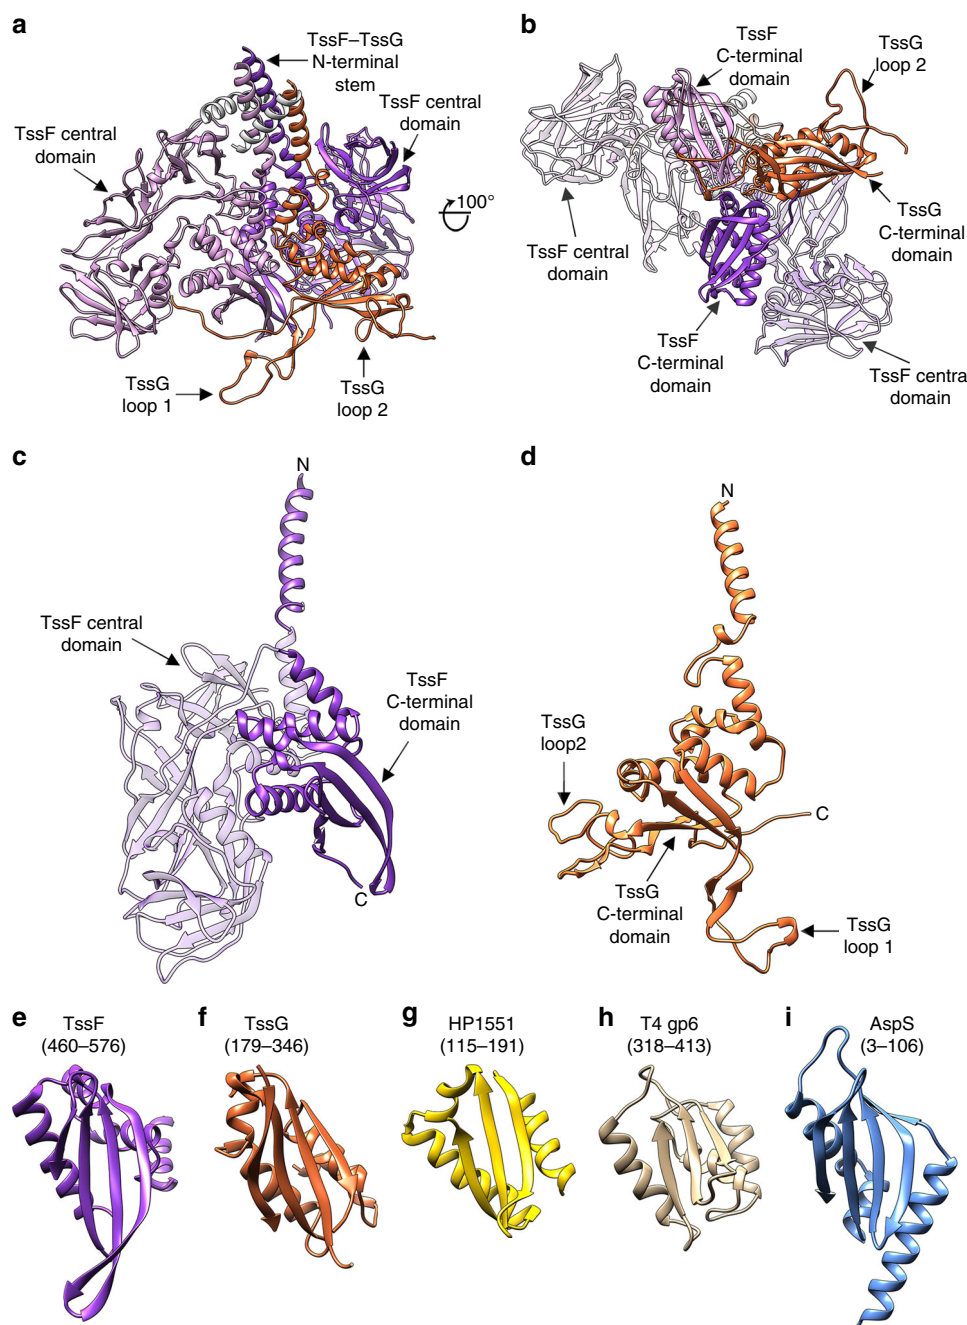 a
TssF–TssG
N-terminal
stem
TssF central
domain
TssF central
domain
100°
TssG
loop 1
TssG
loop 2
b
TssF
C-terminal
domain
TssG
loop 2
TssF central
domain
TssG
C-terminal
domain
TssF
C-terminal
domain
TssF centra
domain
c
N
TssF central
domain
TssF
C-terminal
domain
C
d
N
TssG
loop2
C
TssG
C-terminal
domain
TssG
loop 1
e
TssF
(460–576)
f
TssG
(179–346)
g
HP1551
(115–191)
h
T4 gp6
(318–413)
i
AspS
(3–106)